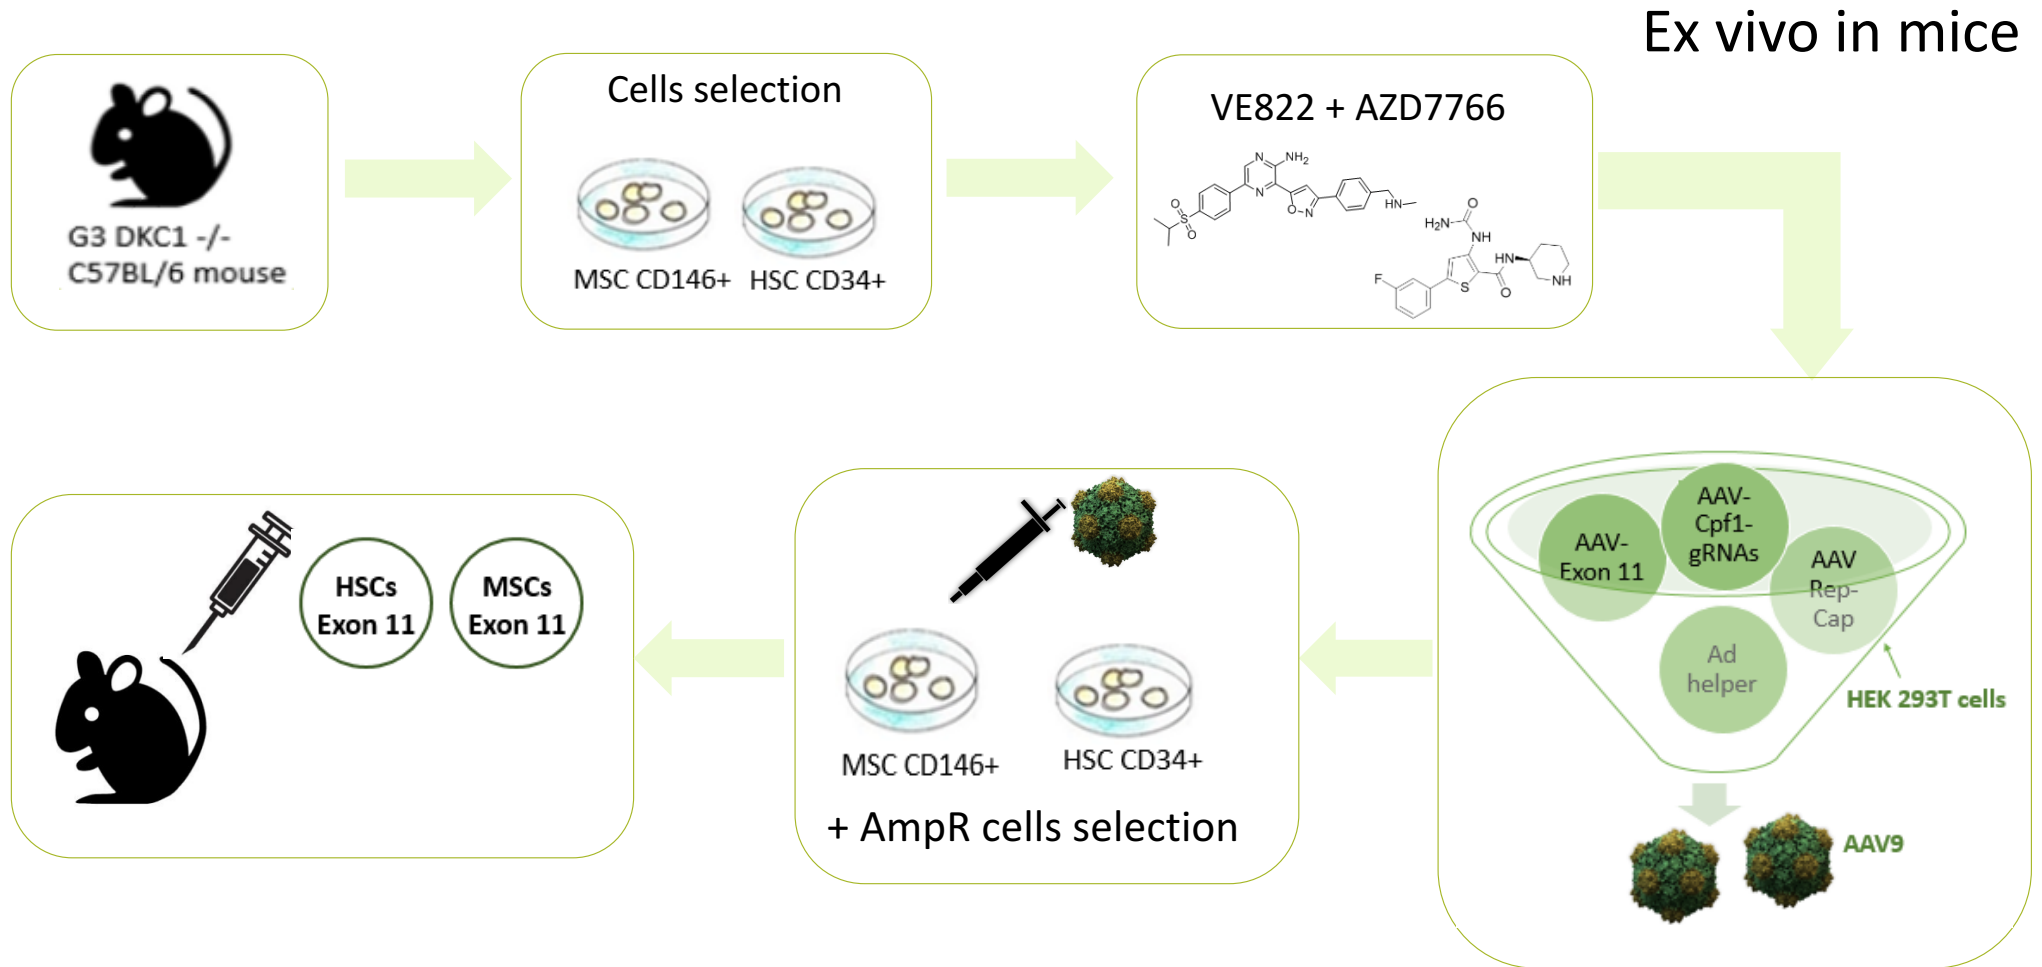 Ex vivo in mice
G3 DKC1 -/-
C57BL/6 mouse
Cells selection
MSC CD146+
HSC CD34+
VE822 + AZD7766
N
NH₂
N
O
N
HN
O
S
O
O
H₂N
NH
HN
NH
O
S
F
AAV-
Exon 11
AAV-
Cpf1-
gRNAs
AAV
Rep-
Cap
Ad
helper
HEK 293T cells
AAV9
MSC CD146+
HSC CD34+
+ AmpR cells selection
HSCs
Exon 11
MSCs
Exon 11